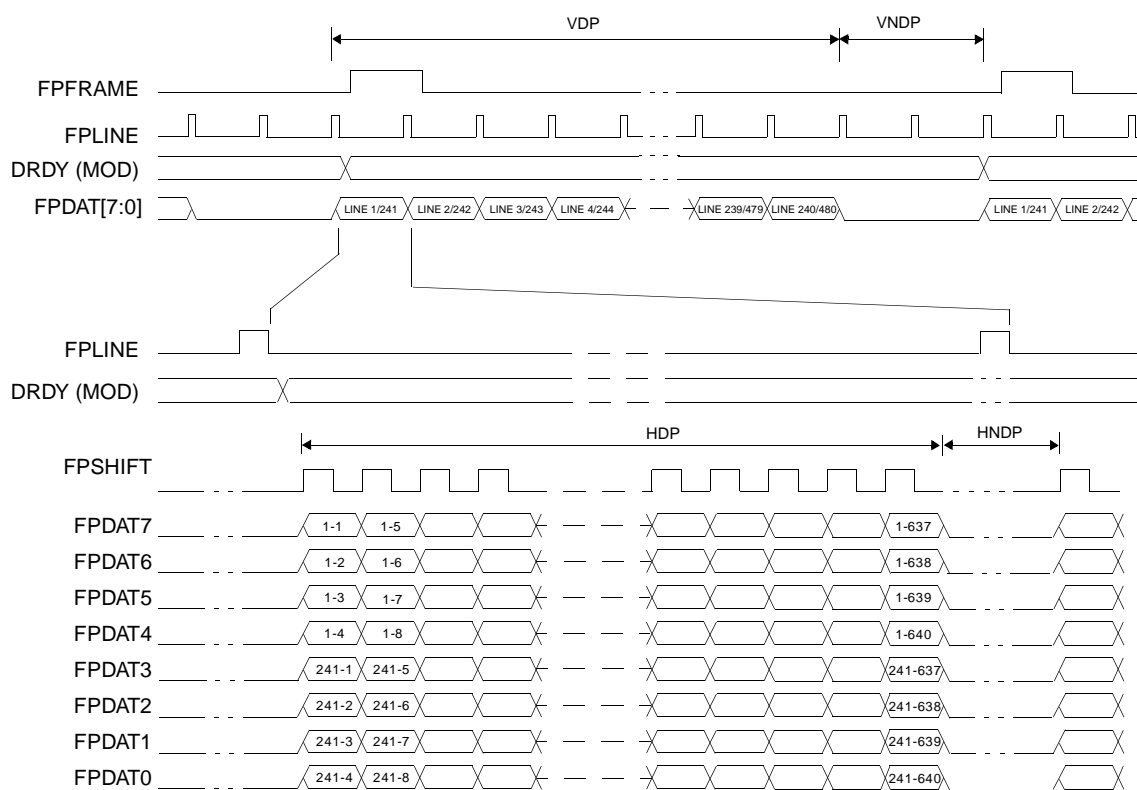 VDP VNDP
FPFRAME
FPLINE
DRDY (MOD)
FPDAT[7:0] LINE 1/241 LINE 2/242 LINE 3/243 LINE 4/244 LINE 239/479 LINE 240/480 LINE 1/241 LINE 2/242
FPLINE
DRDY (MOD)
HDP HNDP
FPSHIFT
FPDAT7 1-1 1-5 1-637
FPDAT6 1-2 1-6 1-638
FPDAT5 1-3 1-7 1-639
FPDAT4 1-4 1-8 1-640
FPDAT3 241-1 241-5 241-637
FPDAT2 241-2 241-6 241-638
FPDAT1 241-3 241-7 241-639
FPDAT0 241-4 241-8 241-640